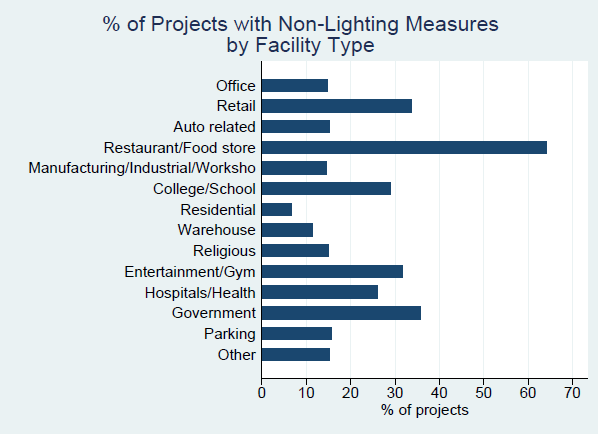 % of Projects with Non-Lighting Measures
by Facility Type
Office
Retail
Auto related
Restaurant/Food store
Manufacturing/Industrial/Worksho
College/School
Residential
Warehouse
Religious
Entertainment/Gym
Hospitals/Health
Government
Parking
Other
0 10 20 30 40 50 60 70
% of projects